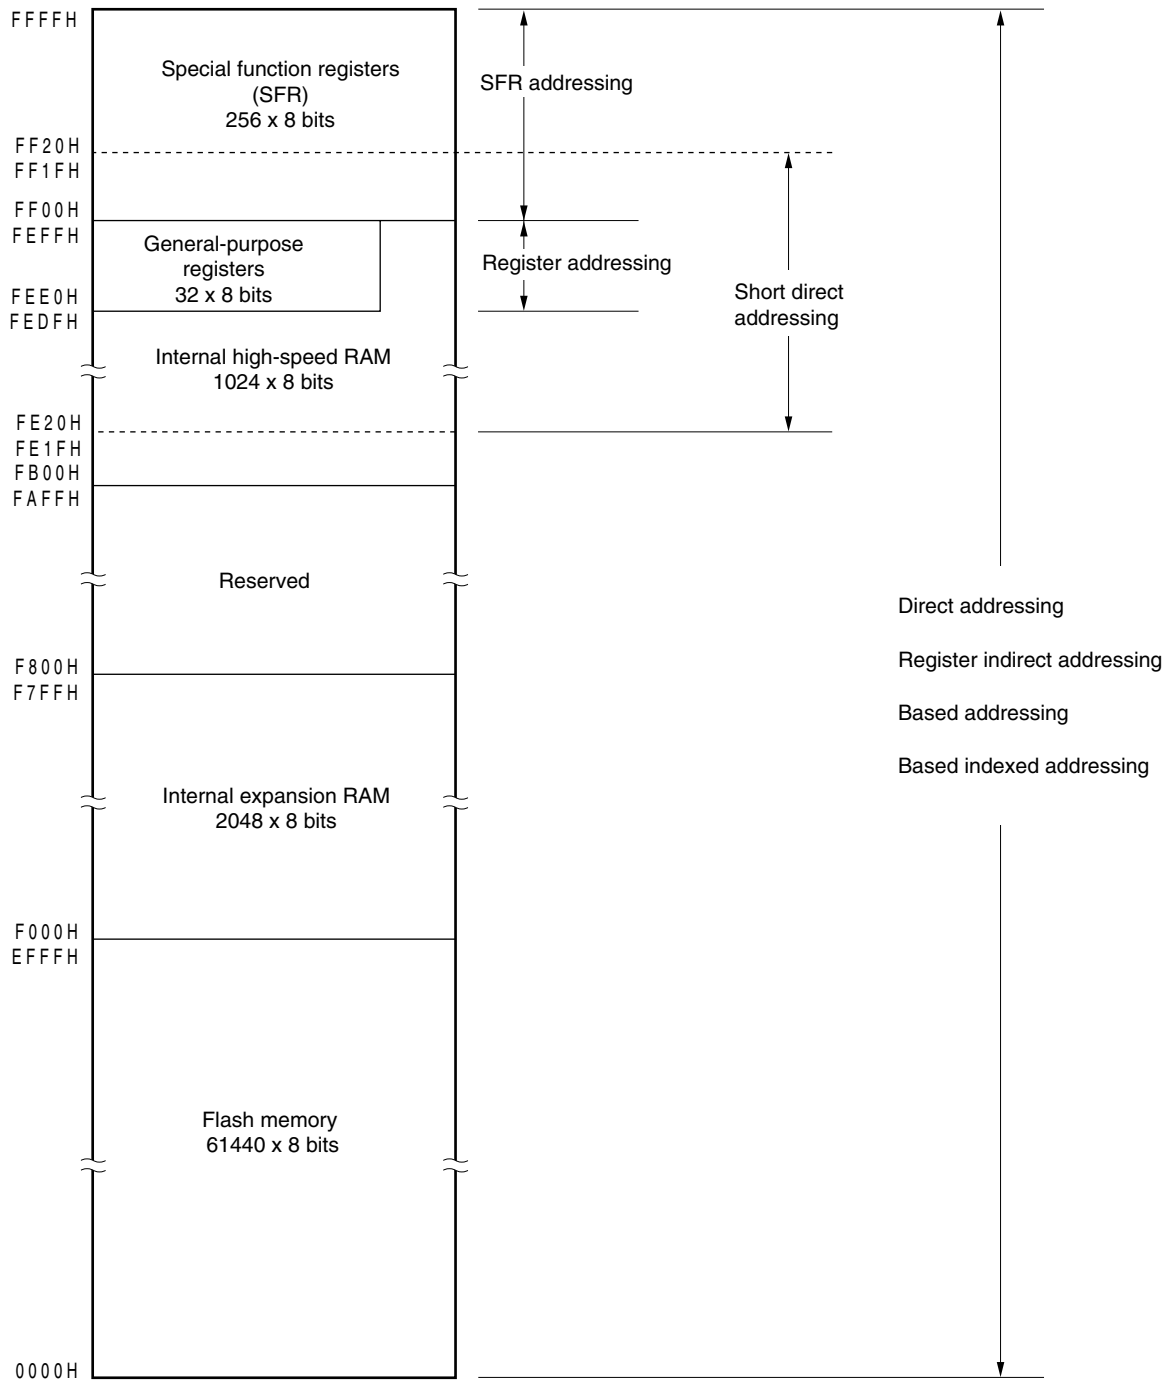 FFFFH
Special function registers
(SFR)
256 x 8 bits
SFR addressing
FF20H
FF1FH
FF00H
FEFFH
General-purpose
registers
32 x 8 bits
Register addressing
FEE0H
FEDFH
Short direct
addressing
Internal high-speed RAM
1024 x 8 bits
FE20H
FE1FH
FB00H
FAFFH
Reserved
Direct addressing
Register indirect addressing
Based addressing
Based indexed addressing
F800H
F7FFH
Internal expansion RAM
2048 x 8 bits
F000H
EFFFH
Flash memory
61440 x 8 bits
0000H